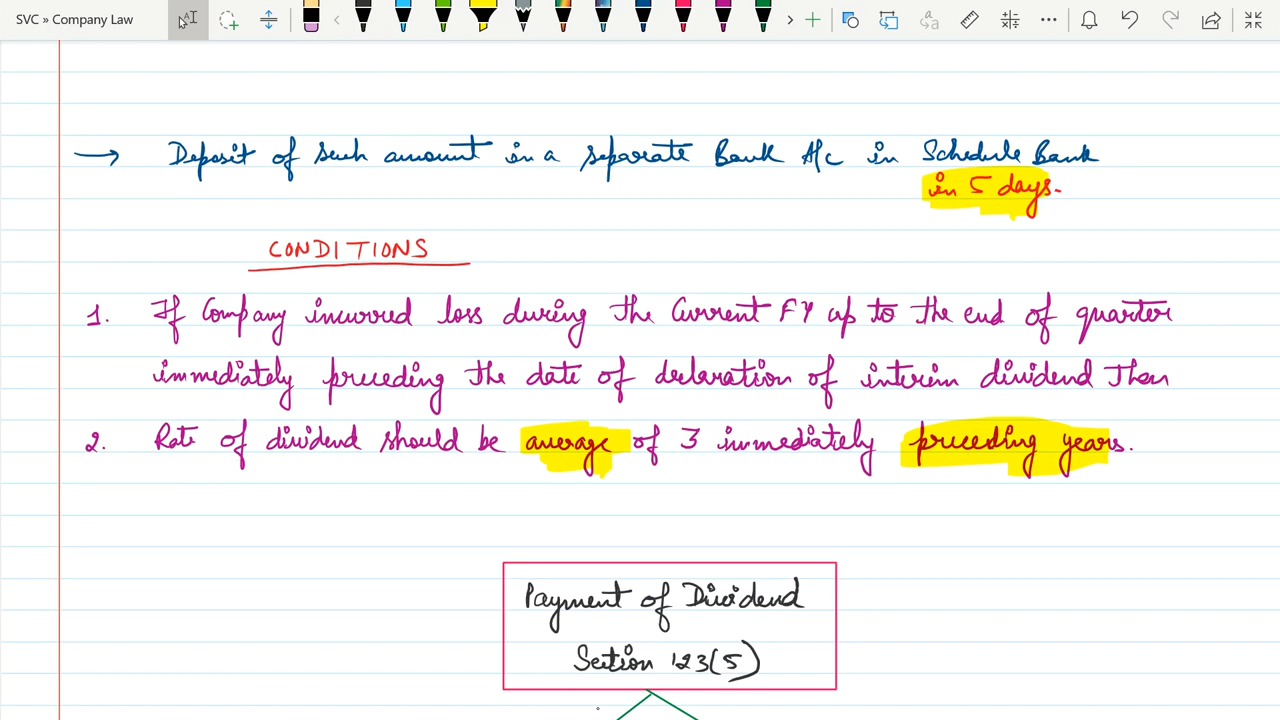 SVC » Company Law
→ Deposit of such amount in a separate Bank A/c in Schedule Bank
in 5 days.
CONDITIONS
1. If Company incurred loss during the Current FY up to the end of quarter
immediately preceding the date of declaration of interim dividend then
2. Rate of dividend should be average of 3 immediately preceding years.
Payment of Dividend
Section 123(5)